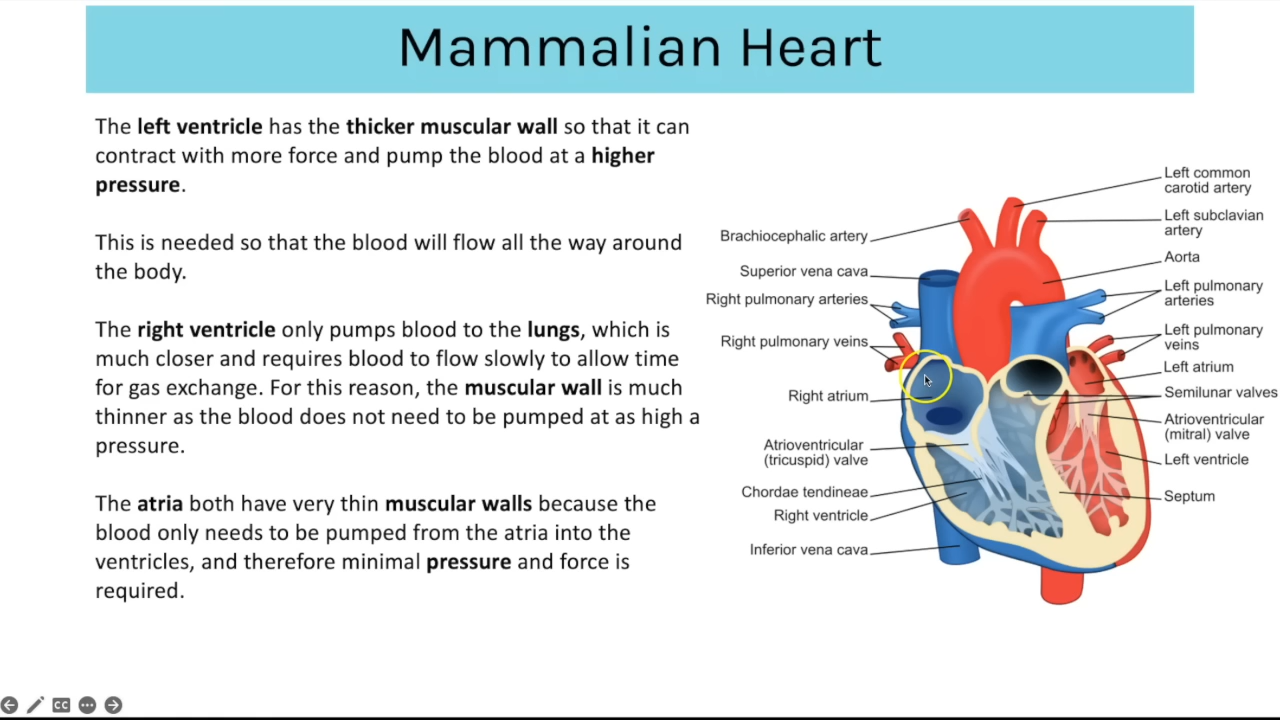 Mammalian Heart
The left ventricle has the thicker muscular wall so that it can
contract with more force and pump the blood at a higher
pressure.
This is needed so that the blood will flow all the way around
the body.
The right ventricle only pumps blood to the lungs, which is
much closer and requires blood to flow slowly to allow time
for gas exchange. For this reason, the muscular wall is much
thinner as the blood does not need to be pumped at as high a
pressure.
The atria both have very thin muscular walls because the
blood only needs to be pumped from the atria into the
ventricles, and therefore minimal pressure and force is
required.
Brachiocephalic artery
Superior vena cava
Right pulmonary arteries
Right pulmonary veins
Right atrium
Atrioventricular
(tricuspid) valve
Chordae tendineae
Right ventricle
Inferior vena cava
Left common
carotid artery
Left subclavian
artery
Aorta
Left pulmonary
arteries
Left pulmonary
veins
Left atrium
Semilunar valves
Atrioventricular
(mitral) valve
Left ventricle
Septum
CC